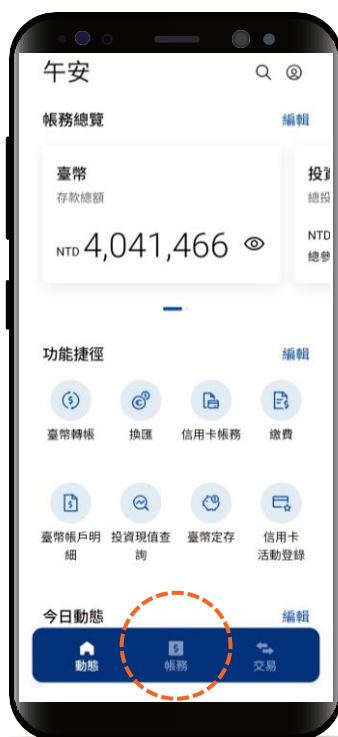 午安
帳務總覽 編輯
臺幣
存款總額
NTD 4,041,466
投資
總投
NTD
總參
功能捷徑 編輯
臺幣轉帳 換匯 信用卡帳務 繳費
臺幣帳戶明細 投資現值查詢 臺幣定存 信用卡活動登錄
今日動態 編輯
動態 帳務 交易